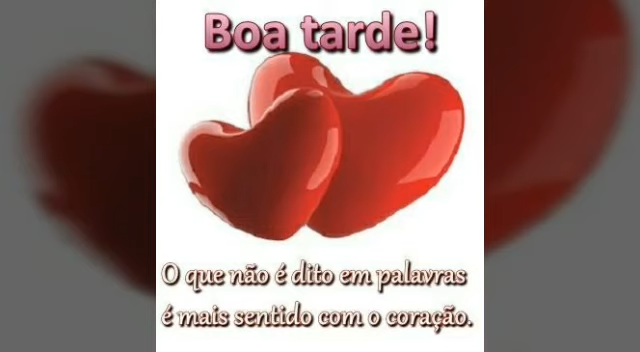 Boa tarde!
O que não é dito em palavras
é mais sentido com o coração.